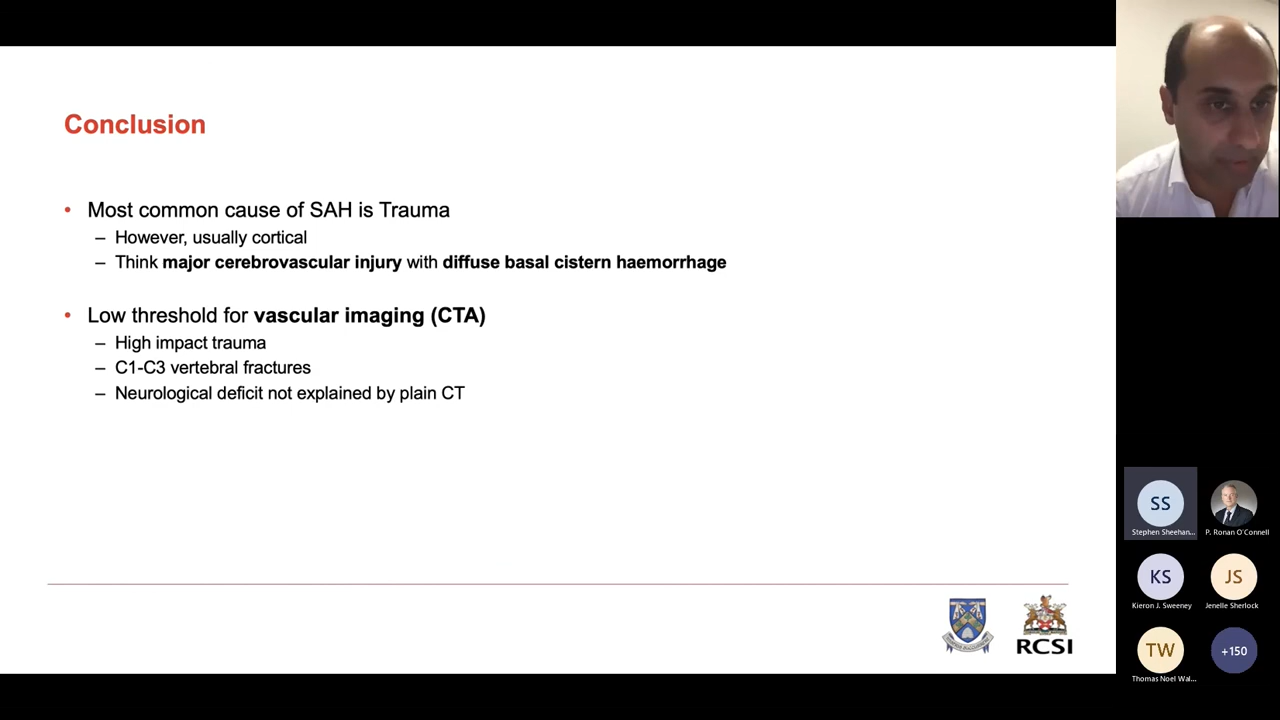 Conclusion
• Most common cause of SAH is Trauma
– However, usually cortical
– Think major cerebrovascular injury with diffuse basal cistern haemorrhage
• Low threshold for vascular imaging (CTA)
– High impact trauma
– C1-C3 vertebral fractures
– Neurological deficit not explained by plain CT
RCSI
SS
Stephen Sheehan...
P. Ronan O'Connell
KS
Kieron J. Sweeney
JS
Jenelle Sherlock
TW
Thomas Noel Wal...
+150